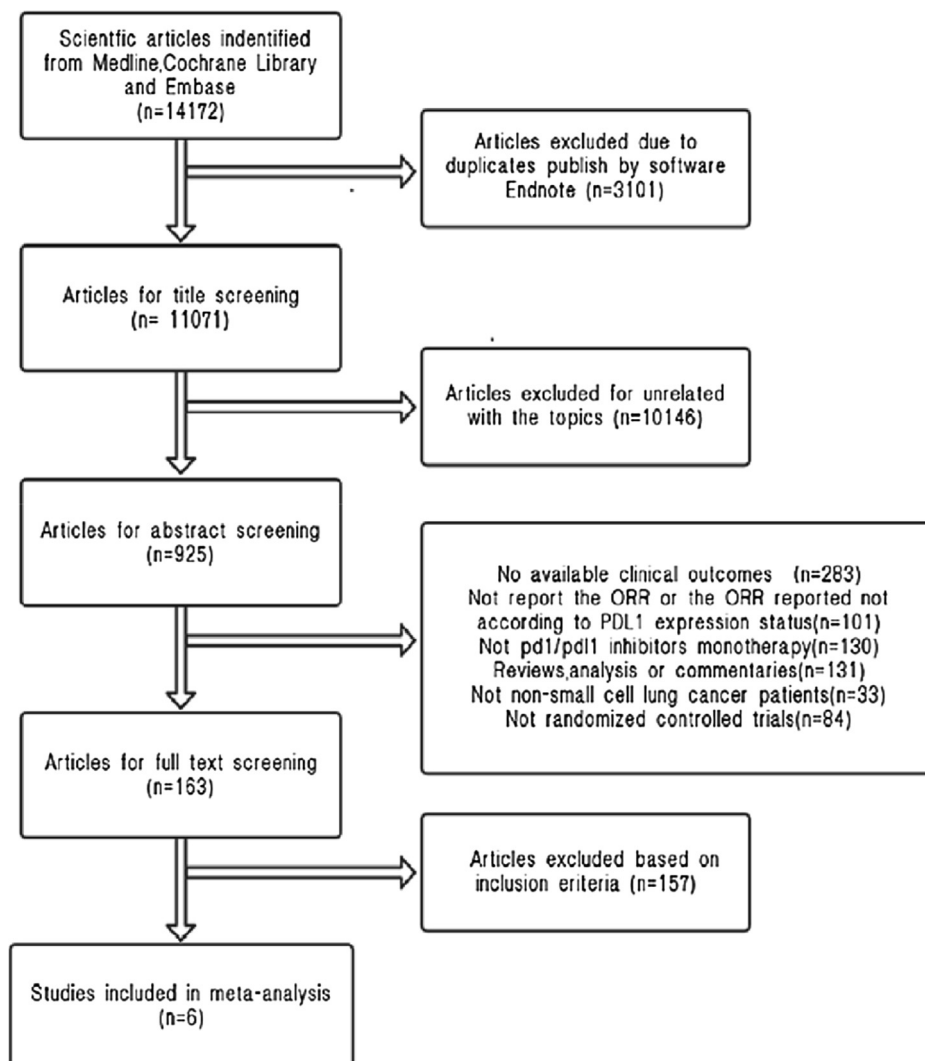 Scientfic articles indentified
from Medline,Cochrane Library
and Embase
(n=14172)
Articles excluded due to
duplicates publish by software
Endnote (n=3101)
Articles for title screening
(n= 11071)
Articles excluded for unrelated
with the topics (n=10146)
Articles for abstract screening
(n=925)
No available clinical outcomes (n=283)
Not report the ORR or the ORR reported not
according to PDL1 expression status(n=101)
Not pd1/pdl1 inhibitors monotherapy(n=130)
Reviews,analysis or commentaries(n=131)
Not non-small cell lung cancer patients(n=33)
Not randomized controlled trials(n=84)
Articles for full text screening
(n=163)
Articles excluded based on
inclusion eriteria (n=157)
Studies included in meta-analysis
(n=6)